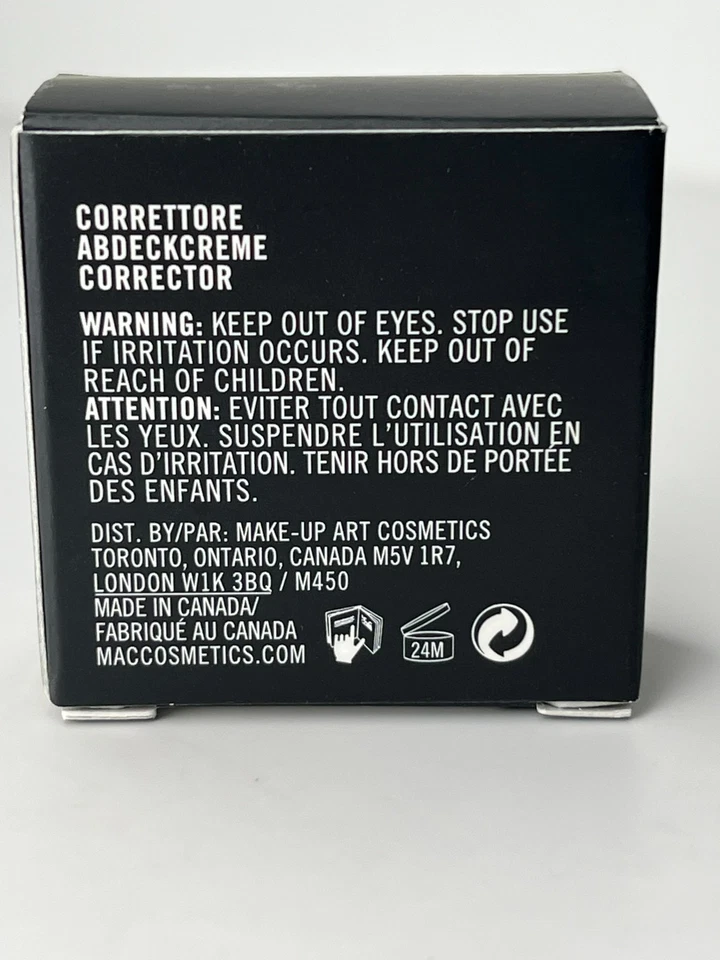 CORRETTORE
ABDECKCREME
CORRECTOR
WARNING: KEEP OUT OF EYES. STOP USE
IF IRRITATION OCCURS. KEEP OUT OF
REACH OF CHILDREN.
ATTENTION: EVITER TOUT CONTACT AVEC
LES YEUX. SUSPENDRE L'UTILISATION EN
CAS D'IRRITATION. TENIR HORS DE PORTÉE
DES ENFANTS.
DIST. BY/PAR: MAKE-UP ART COSMETICS
TORONTO, ONTARIO, CANADA M5V 1R7,
LONDON W1K 3BQ / M450
MADE IN CANADA/
FABRIQUÉ AU CANADA
MACCOSMETICS.COM
24M